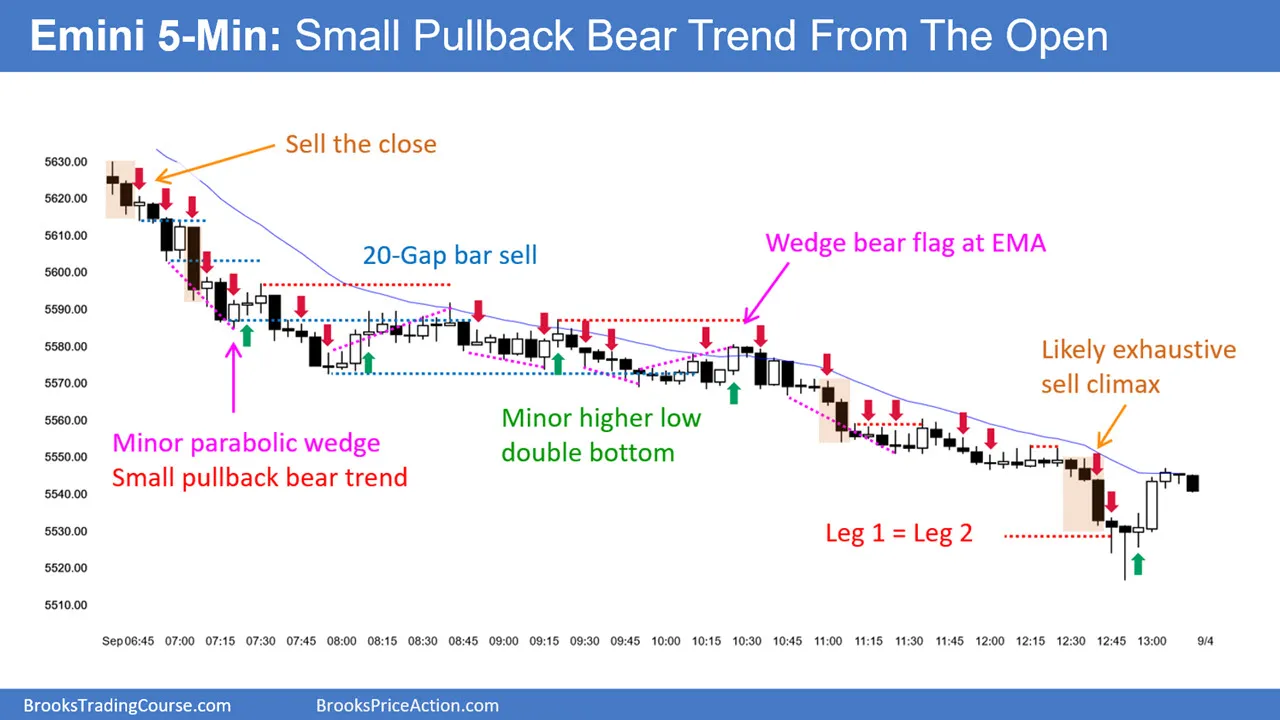 Emini 5-Min: Small Pullback Bear Trend From The Open
Sell the close
5630.00
5620.00
5610.00
5600.00
5590.00
5580.00
5570.00
5560.00
5550.00
5540.00
5530.00
5520.00
5510.00
20-Gap bar sell
Wedge bear flag at EMA
Likely exhaustive
sell climax
Minor higher low
double bottom
Minor parabolic wedge
Small pullback bear trend
Leg 1 = Leg 2
Sep 06:45 07:00 07:15 07:30 07:45 08:00 08:15 08:30 08:45 09:00 09:15 09:30 09:45 10:00 10:15 10:30 10:45 11:00 11:15 11:30 11:45 12:00 12:15 12:30 12:45 13:00 9/4
BrooksTradingCourse.com BrooksPriceAction.com